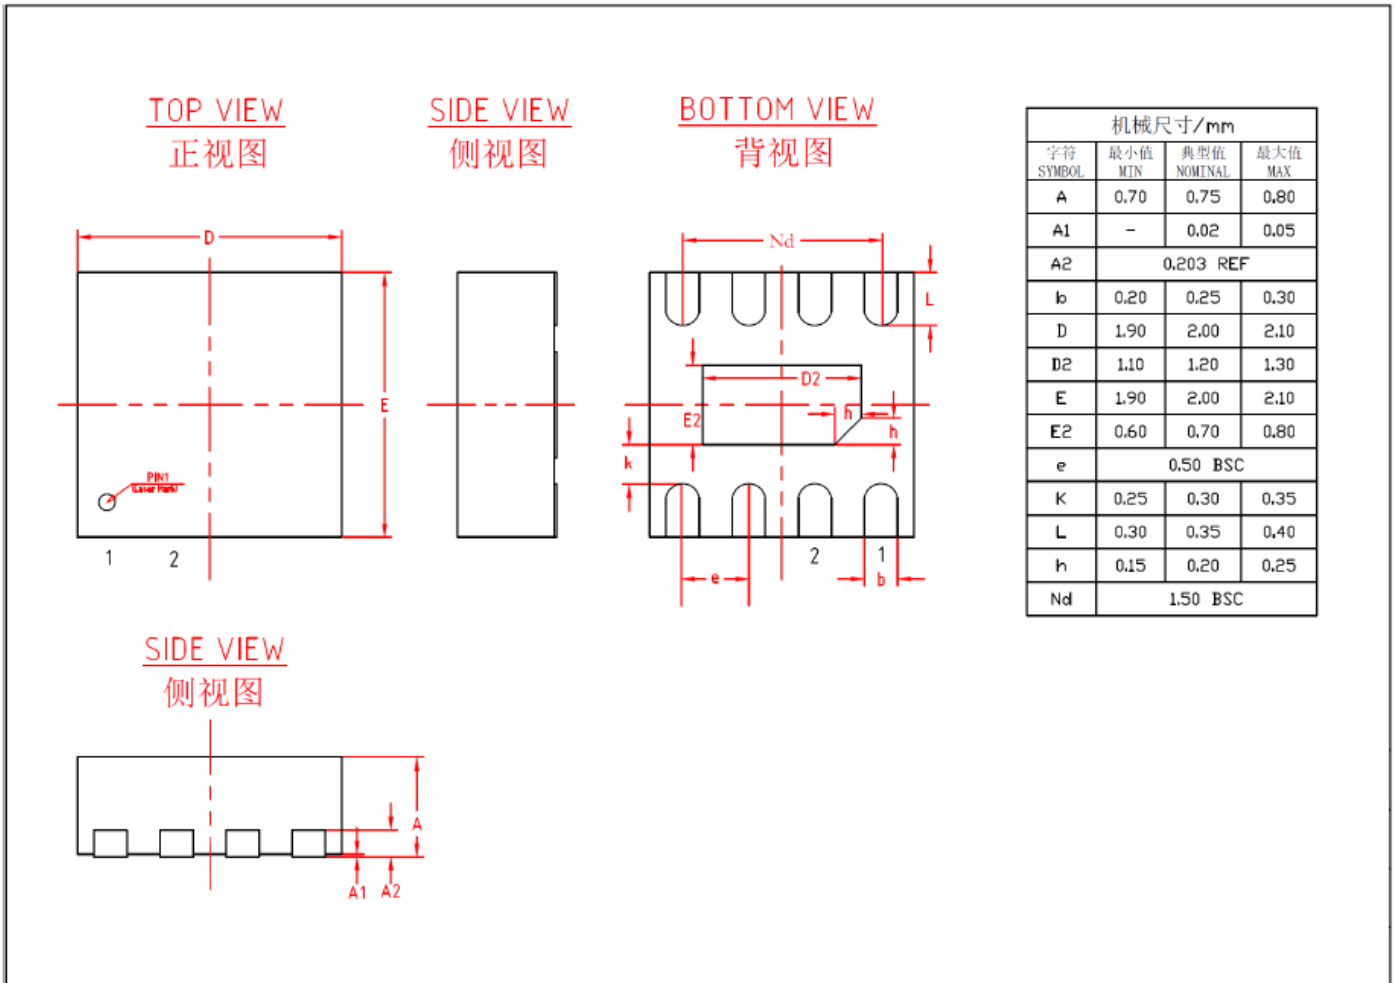 TOP VIEW
正视图
SIDE VIEW
侧视图
BOTTOM VIEW
背视图
D
E
PIN1
(Laser Mark)
1 2
Nd
L
D2
E2
h
h
k
2 1
e
b
SIDE VIEW
侧视图
A
A1 A2
机械尺寸/mm
字符 最小值 典型值 最大值
SYMBOL MIN NOMINAL MAX
A 0.70 0.75 0.80
A1 - 0.02 0.05
A2 0.203 REF
b 0.20 0.25 0.30
D 1.90 2.00 2.10
D2 1.10 1.20 1.30
E 1.90 2.00 2.10
E2 0.60 0.70 0.80
e 0.50 BSC
K 0.25 0.30 0.35
L 0.30 0.35 0.40
h 0.15 0.20 0.25
Nd 1.50 BSC